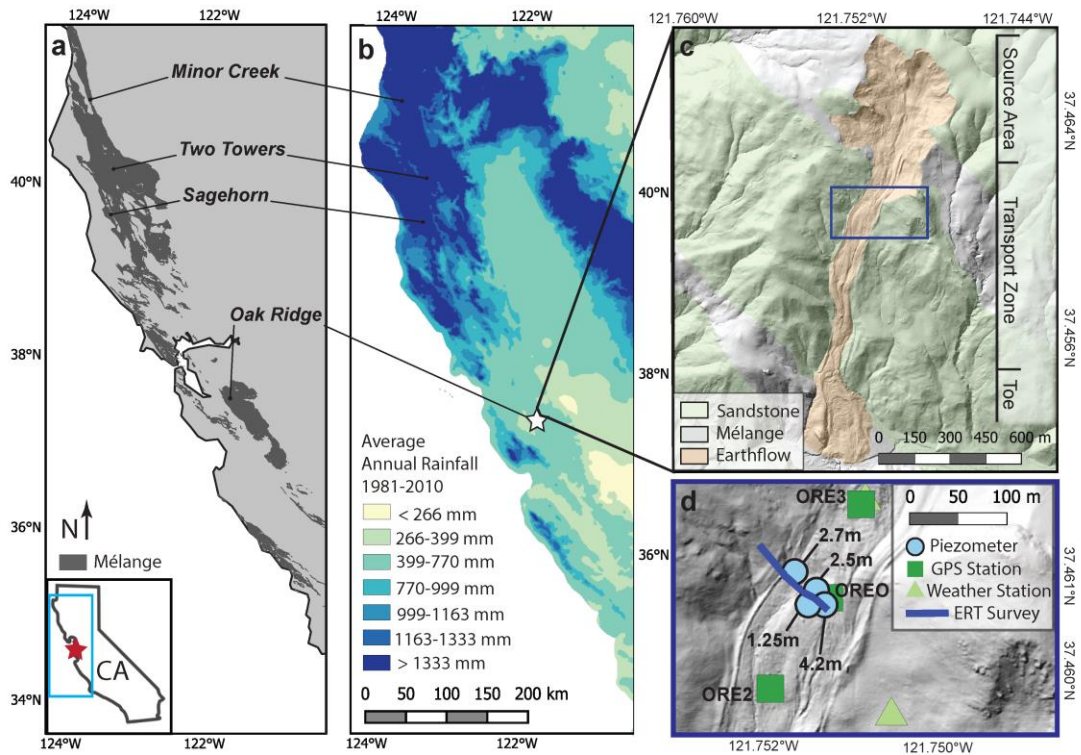 124°W
122°W
122°W
121.760°W
121.752°W
121.744°W
a
b
c
Minor Creek
Two Towers
Sagehorn
Oak Ridge
40°N
38°N
36°N
34°N
40°N
38°N
36°N
Source Area
Transport Zone
Toe
37.464°N
37.456°N
Sandstone
Mélange
Earthflow
0 150 300 450 600 m
Average
Annual Rainfall
1981-2010
< 266 mm
266-399 mm
399-770 mm
770-999 mm
999-1163 mm
1163-1333 mm
> 1333 mm
0 50 100 150 200 km
N
Mélange
CA
124°W
122°W
124°W
122°W
d
ORE3
2.7m
2.5m
OREO
1.25m
4.2m
ORE2
0 50 100 m
Piezometer
GPS Station
Weather Station
ERT Survey
37.461°N
37.460°N
121.752°W
121.750°W